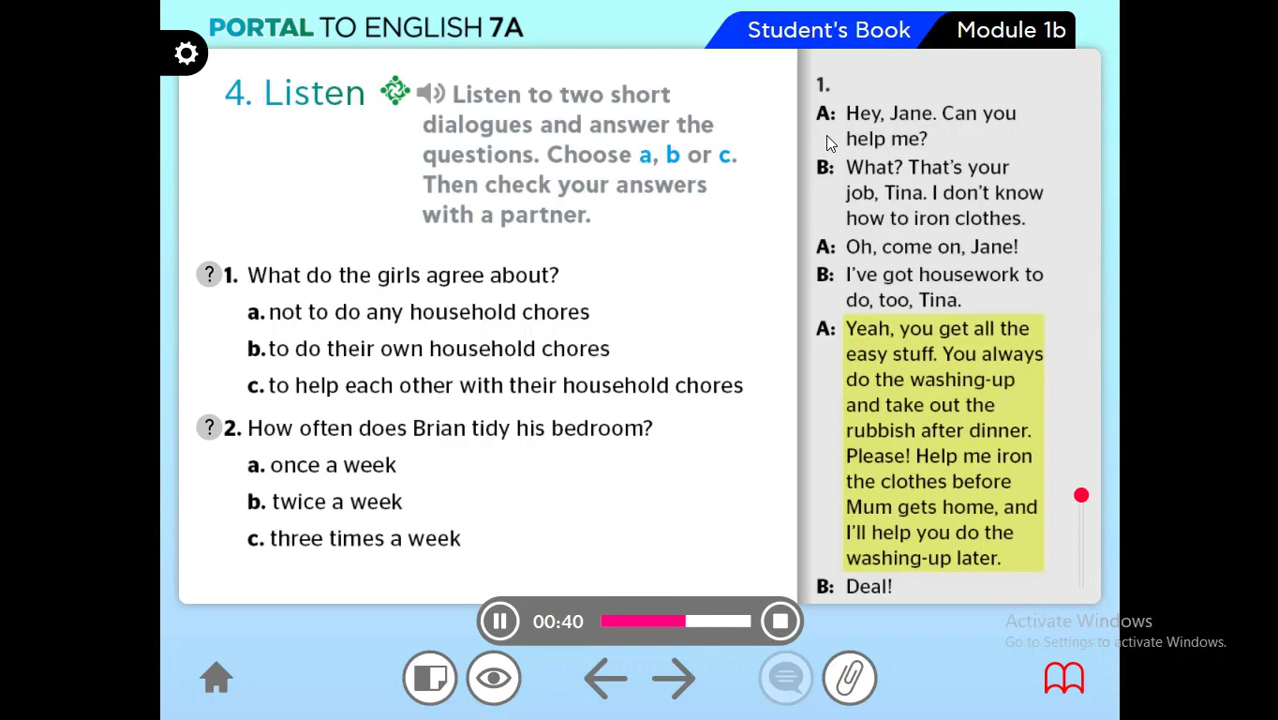 PORTAL TO ENGLISH 7A
Student's Book
Module 1b
4. Listen
Listen to two short
dialogues and answer the
questions. Choose a, b or c.
Then check your answers
with a partner.
? 1. What do the girls agree about?
a. not to do any household chores
b. to do their own household chores
c. to help each other with their household chores
? 2. How often does Brian tidy his bedroom?
a. once a week
b. twice a week
c. three times a week
1.
A: Hey, Jane. Can you
help me?
B: What? That's your
job, Tina. I don't know
how to iron clothes.
A: Oh, come on, Jane!
B: I've got housework to
do, too, Tina.
A: Yeah, you get all the
easy stuff. You always
do the washing-up
and take out the
rubbish after dinner.
Please! Help me iron
the clothes before
Mum gets home, and
I'll help you do the
washing-up later.
B: Deal!
00:40
Activate Windows
Go to Settings to activate Windows.